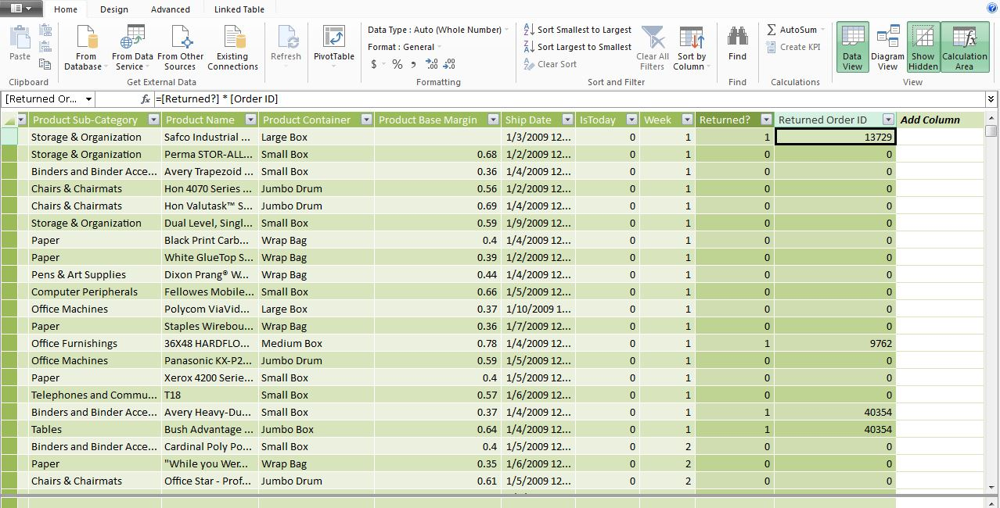 Home Design Advanced Linked Table
Paste
From Database
From Data Service
From Other Sources
Existing Connections
Refresh
PivotTable
Data Type : Auto (Whole Number)
Format : General
$ % ,
Sort Smallest to Largest
Sort Largest to Smallest
Clear Sort
Clear All Filters
Sort by Column
Find
AutoSum
Create KPI
Data View
Diagram View
Show Hidden
Calculation Area
Clipboard Get External Data Formatting Sort and Filter Find Calculations View
[Returned Or... fx =[Returned?] * [Order ID]
Product Sub-Category Product Name Product Container Product Base Margin Ship Date IsToday Week Returned? Returned Order ID Add Column
Storage & Organization Safco Industrial ... Large Box 1/3/2009 12... 0 1 1 13729
Storage & Organization Perma STOR-ALL... Small Box 0.68 1/2/2009 12... 0 1 0 0
Binders and Binder Acce... Avery Trapezoid ... Small Box 0.36 1/4/2009 12... 0 1 0 0
Chairs & Chairmats Hon 4070 Series ... Jumbo Drum 0.56 1/2/2009 12... 0 1 0 0
Chairs & Chairmats Hon Valutask™ S... Jumbo Drum 0.69 1/4/2009 12... 0 1 0 0
Storage & Organization Dual Level, Singl... Small Box 0.59 1/9/2009 12... 0 1 0 0
Paper Black Print Carb... Wrap Bag 0.4 1/4/2009 12... 0 1 0 0
Paper White GlueTop S... Wrap Bag 0.39 1/2/2009 12... 0 1 0 0
Pens & Art Supplies Dixon Prang® W... Wrap Bag 0.44 1/4/2009 12... 0 1 0 0
Computer Peripherals Fellowes Mobile... Small Box 0.66 1/5/2009 12... 0 1 0 0
Office Machines Polycom ViaVid... Large Box 0.37 1/10/2009 1... 0 1 0 0
Paper Staples Wirebou... Wrap Bag 0.36 1/7/2009 12... 0 1 0 0
Office Furnishings 36X48 HARDFLO... Medium Box 0.78 1/4/2009 12... 0 1 1 9762
Office Machines Panasonic KX-P2... Jumbo Drum 0.59 1/5/2009 12... 0 1 0 0
Paper Xerox 4200 Serie... Small Box 0.4 1/5/2009 12... 0 1 0 0
Telephones and Commu... T18 Small Box 0.57 1/6/2009 12... 0 1 0 0
Binders and Binder Acce... Avery Heavy-Du... Small Box 0.37 1/4/2009 12... 0 1 1 40354
Tables Bush Advantage ... Jumbo Box 0.64 1/4/2009 12... 0 1 1 40354
Binders and Binder Acce... Cardinal Poly Po... Small Box 0.4 1/5/2009 12... 0 2 0 0
Paper "While you Wer... Wrap Bag 0.35 1/6/2009 12... 0 2 0 0
Chairs & Chairmats Office Star - Prof... Jumbo Drum 0.61 1/5/2009 12... 0 2 0 0